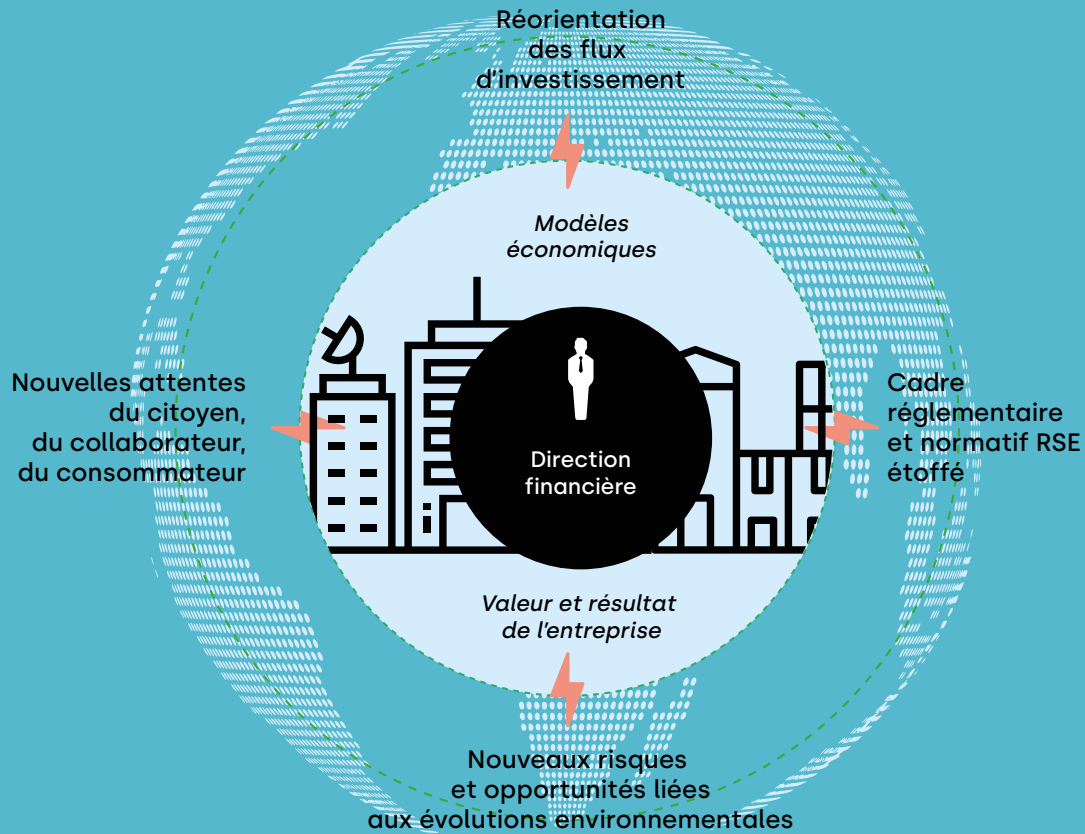 Réorientation
des flux
d'investissement
Modèles
économiques
Nouvelles attentes
du citoyen,
du collaborateur,
du consommateur
Direction
financière
Cadre
réglementaire
et normatif RSE
étoffé
Valeur et résultat
de l'entreprise
Nouveaux risques
et opportunités liées
aux évolutions environnementales